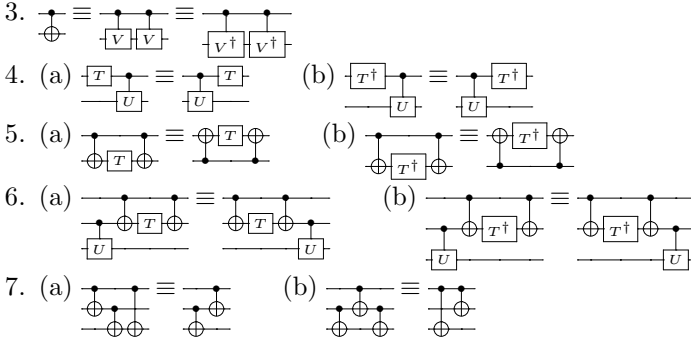 3. ≡ V V ≡ V† V†
4. (a) T U ≡ U T (b) T† U ≡ U T†
5. (a) T ≡ T (b) T† ≡ T†
6. (a) U T ≡ T U (b) U T† ≡ T† U
7. (a) ≡ (b) ≡